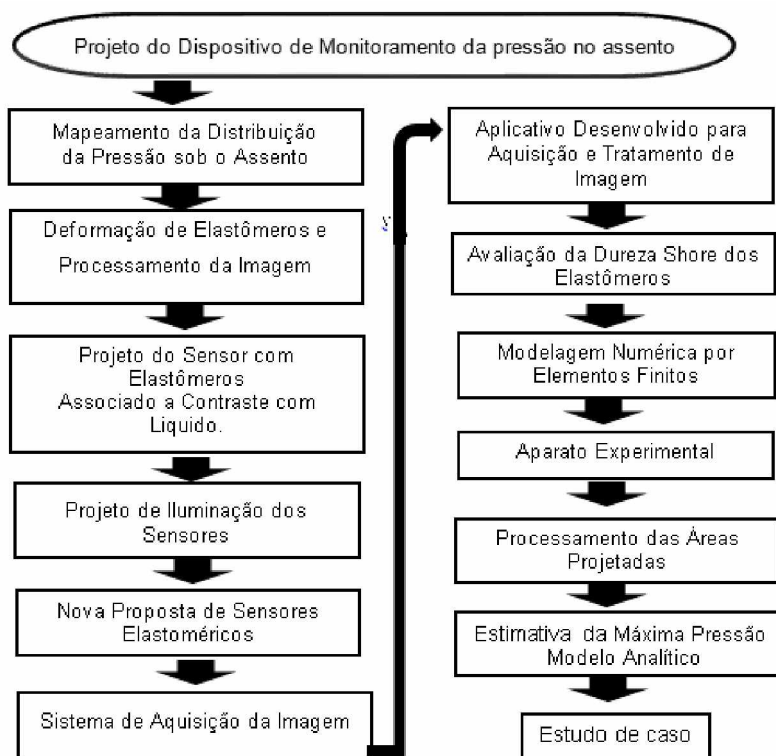 Projeto do Dispositivo de Monitoramento da pressão no assento
Mapeamento da Distribuição
da Pressão sob o Assento
Deformação de Elastômeros e
Processamento da Imagem
Projeto do Sensor com
Elastômeros
Associado a Contraste com
Liquido.
Projeto de Iluminação dos
Sensores
Nova Proposta de Sensores
Elastoméricos
Sistema de Aquisição da Imagem
Aplicativo Desenvolvido para
Aquisição e Tratamento de
Imagem
Avaliação da Dureza Shore dos
Elastômeros
Modelagem Numérica por
Elementos Finitos
Aparato Experimental
Processamento das Áreas
Projetadas
Estimativa da Máxima Pressão
Modelo Analítico
Estudo de caso